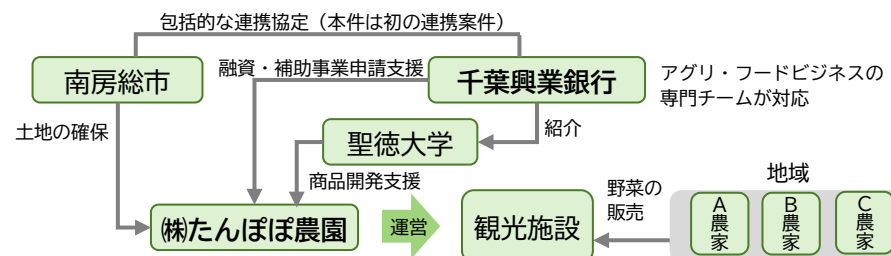 包括的な連携協定（本件は初の連携案件）
南房総市
融資・補助事業申請支援
千葉興業銀行
アグリ・フードビジネスの
専門チームが対応
土地の確保
聖徳大学
紹介
商品開発支援
地域
㈱たんぽぽ農園
運営
観光施設
野菜の
販売
A農家
B農家
C農家